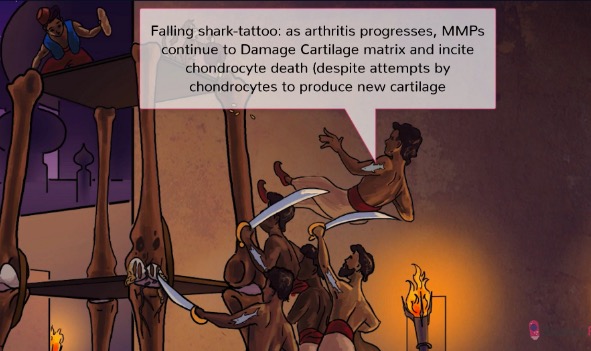 Falling shark-tattoo: as arthritis progresses, MMPs
continue to Damage Cartilage matrix and incite
chondrocyte death (despite attempts by
chondrocytes to produce new cartilage